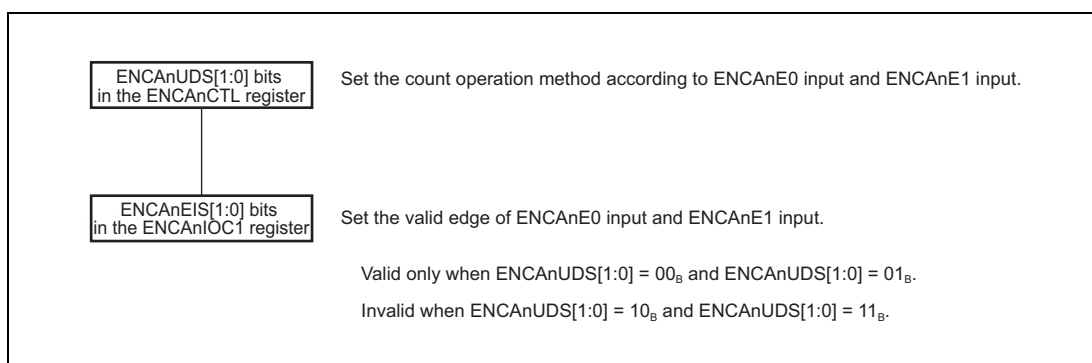 ENCAnUDS[1:0] bits
in the ENCAnCTL register
Set the count operation method according to ENCAnE0 input and ENCAnE1 input.
ENCAnEIS[1:0] bits
in the ENCAnIOC1 register
Set the valid edge of ENCAnE0 input and ENCAnE1 input.
Valid only when ENCAnUDS[1:0] = 00B and ENCAnUDS[1:0] = 01B.
Invalid when ENCAnUDS[1:0] = 10B and ENCAnUDS[1:0] = 11B.